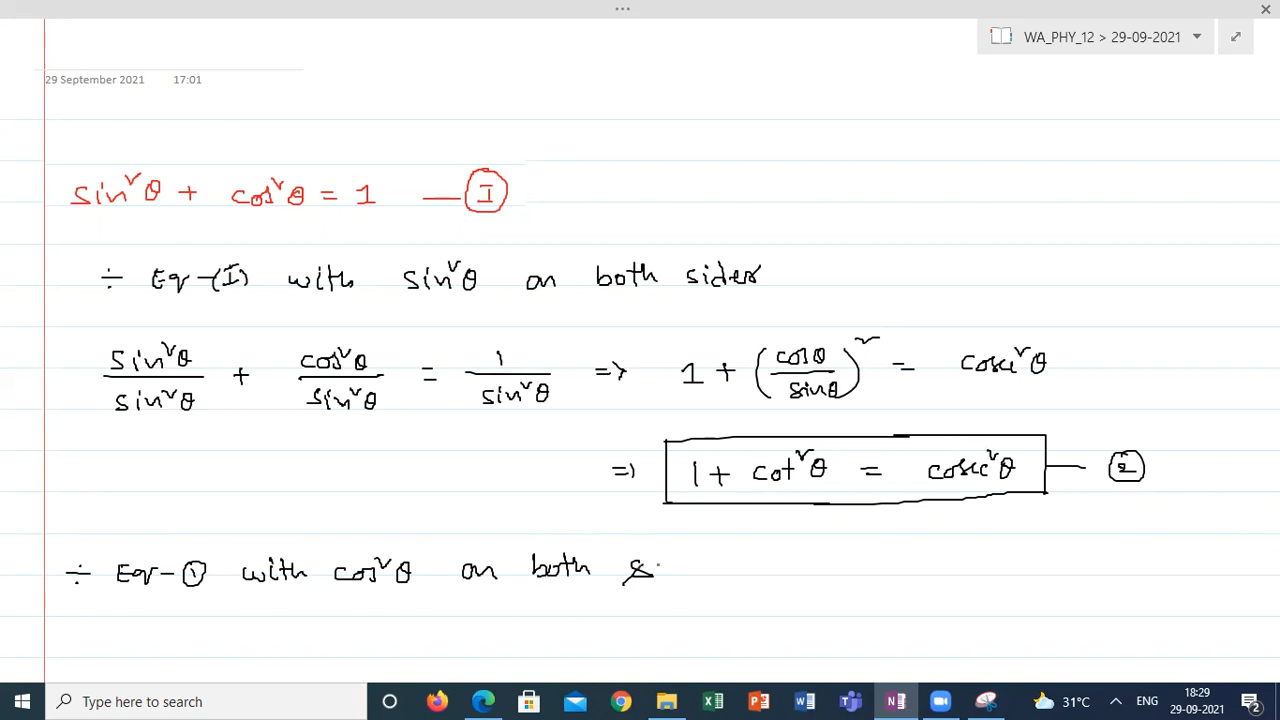 WA_PHY_12 > 29-09-2021
29 September 2021 17:01
sin²θ + cos²θ = 1 — (I)
÷ Eq-(I) with sin²θ on both sides
sin²θ/sin²θ + cos²θ/sin²θ = 1/sin²θ ⇒ 1 + (cosθ/sinθ)² = cosec²θ
⇒ 1 + cot²θ = cosec²θ — (2)
÷ Eq-(1) with cos²θ on both s
Type here to search
31°C ENG 18:29
29-09-2021 2